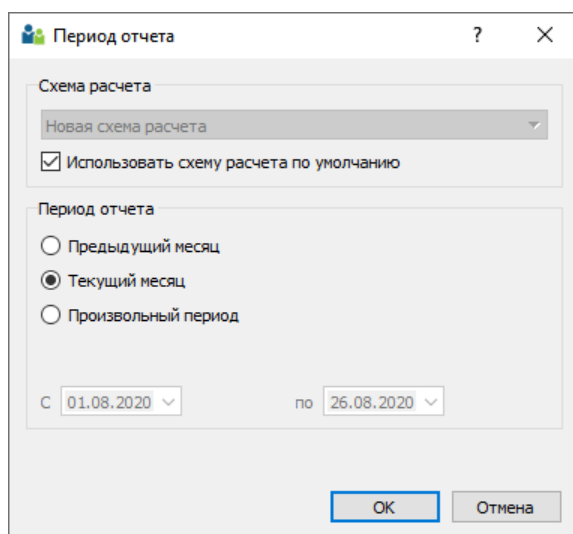 Период отчета ?
Схема расчета
Новая схема расчета
Использовать схему расчета по умолчанию
Период отчета
Предыдущий месяц
Текущий месяц
Произвольный период
С 01.08.2020 по 26.08.2020
ОК Отмена